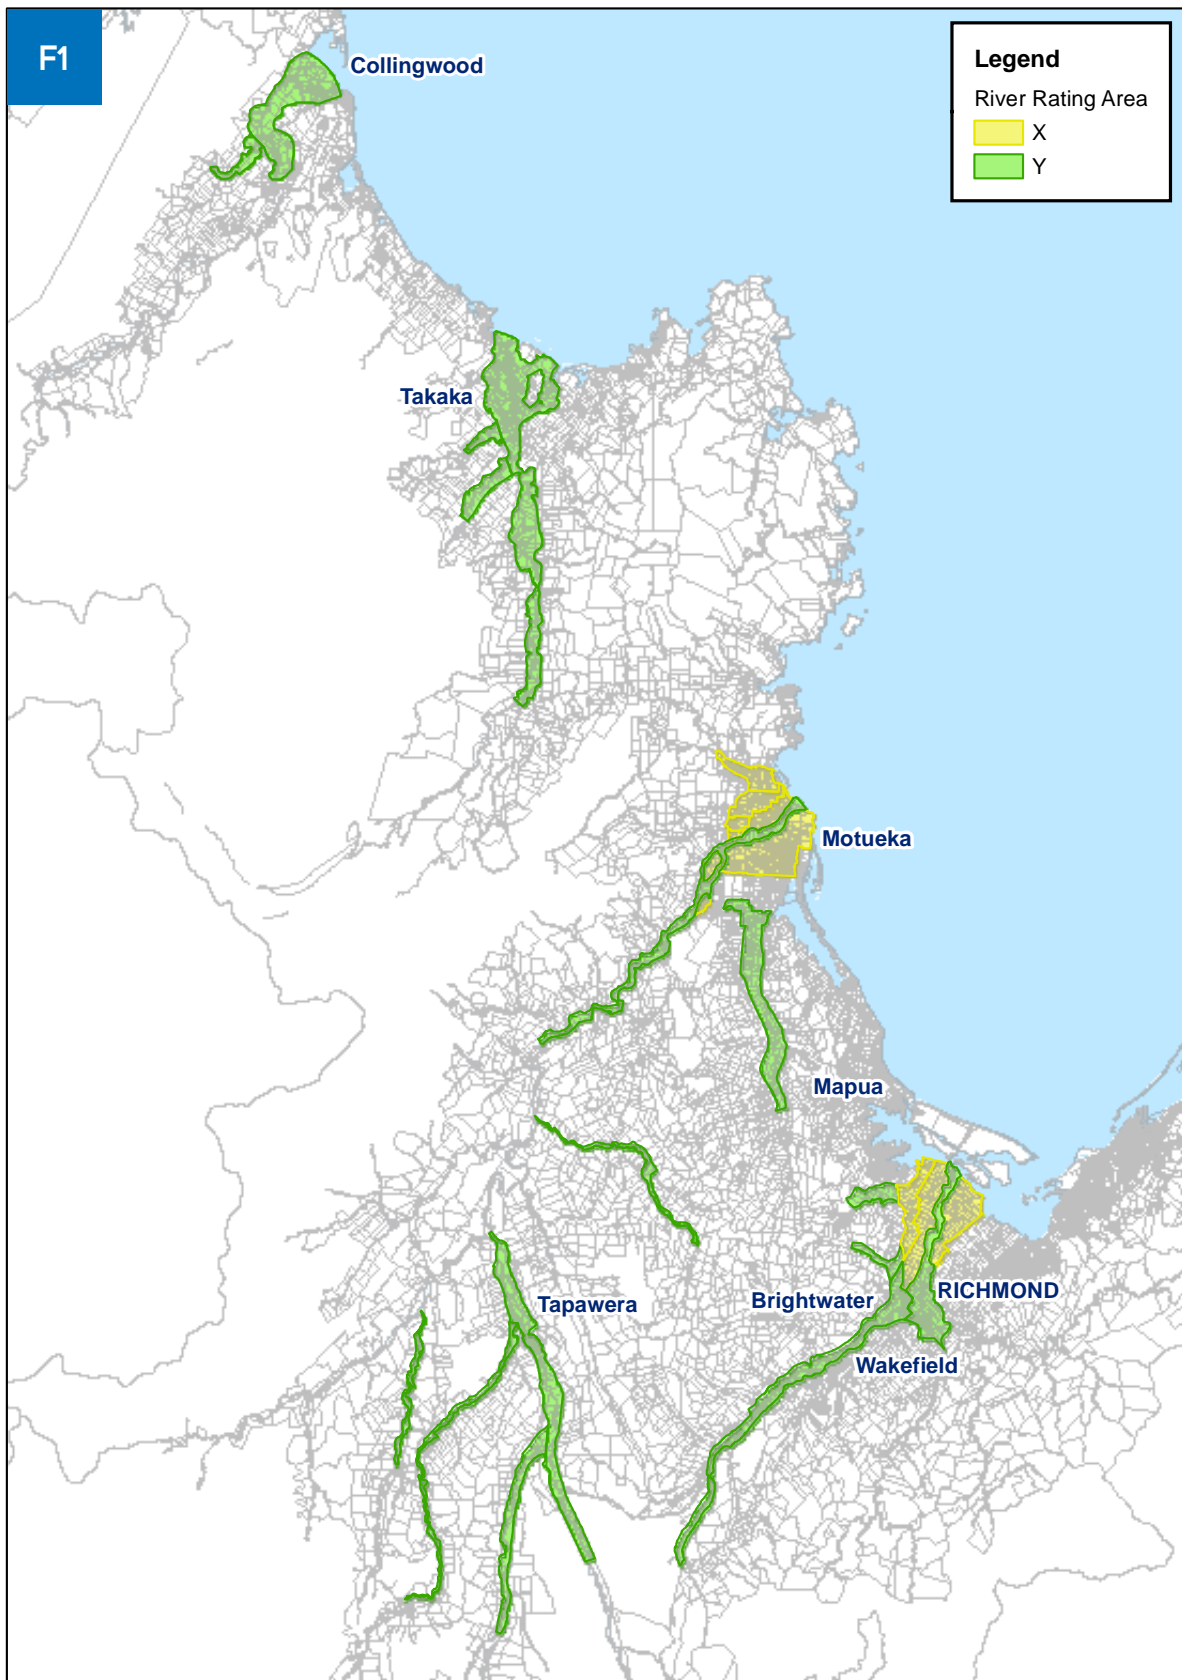 F1
Collingwood
Legend
River Rating Area
X
Y
Takaka
Motueka
Mapua
RICHMOND
Brightwater
Tapawera
Wakefield